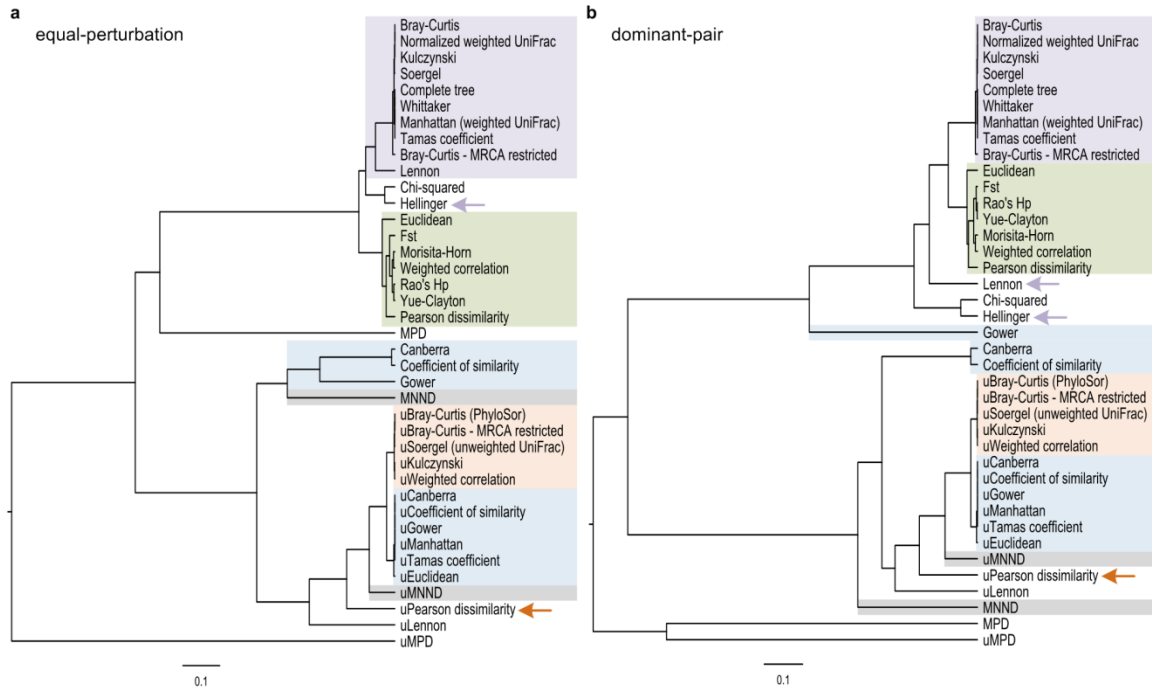 a
equal-perturbation
Bray-Curtis
Normalized weighted UniFrac
Kulczynski
Soergel
Complete tree
Whittaker
Manhattan (weighted UniFrac)
Tamas coefficient
Bray-Curtis - MRCA restricted
Lennon
Chi-squared
Hellinger
Euclidean
Fst
Morisita-Horn
Weighted correlation
Rao's Hp
Yue-Clayton
Pearson dissimilarity
MPD
Canberra
Coefficient of similarity
Gower
MNND
uBray-Curtis (PhyloSor)
uBray-Curtis - MRCA restricted
uSoergel (unweighted UniFrac)
uKulczynski
uWeighted correlation
uCanberra
uCoefficient of similarity
uGower
uManhattan
uTamas coefficient
uEuclidean
uMNND
uPearson dissimilarity
uLennon
uMPD
0.1
b
dominant-pair
Bray-Curtis
Normalized weighted UniFrac
Kulczynski
Soergel
Complete tree
Whittaker
Manhattan (weighted UniFrac)
Tamas coefficient
Bray-Curtis - MRCA restricted
Euclidean
Fst
Rao's Hp
Yue-Clayton
Morisita-Horn
Weighted correlation
Pearson dissimilarity
Lennon
Chi-squared
Hellinger
Gower
Canberra
Coefficient of similarity
uBray-Curtis (PhyloSor)
uBray-Curtis - MRCA restricted
uSoergel (unweighted UniFrac)
uKulczynski
uWeighted correlation
uCanberra
uCoefficient of similarity
uGower
uManhattan
uTamas coefficient
uEuclidean
uMNND
uPearson dissimilarity
uLennon
MNND
MPD
uMPD
0.1